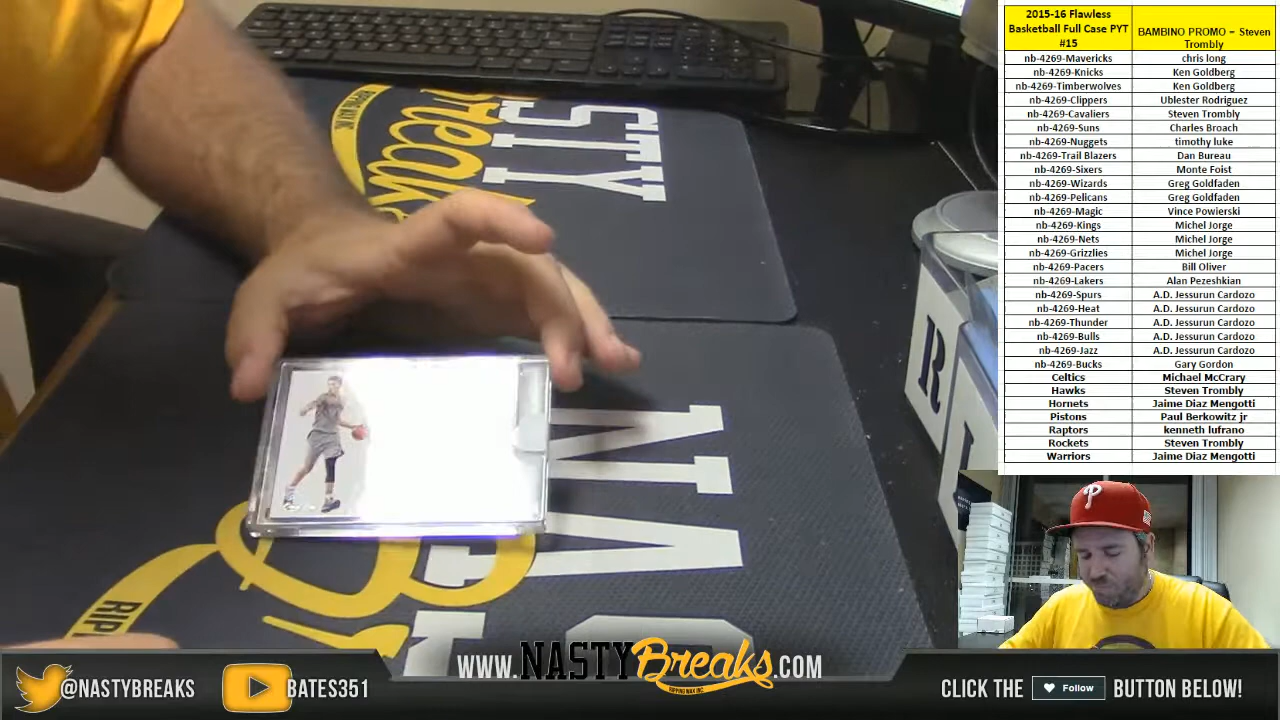 2015-16 Flawless Basketball Full Case PYT #15 BAMBINO PROMO - Steven Trombly
nb-4269-Mavericks chris long
nb-4269-Knicks Ken Goldberg
nb-4269-Timberwolves Ken Goldberg
nb-4269-Clippers Ublester Rodriguez
nb-4269-Cavaliers Steven Trombly
nb-4269-Suns Charles Broach
nb-4269-Nuggets timothy luke
nb-4269-Trail Blazers Dan Bureau
nb-4269-Sixers Monte Foist
nb-4269-Wizards Greg Goldfaden
nb-4269-Pelicans Greg Goldfaden
nb-4269-Magic Vince Powierski
nb-4269-Kings Michel Jorge
nb-4269-Nets Michel Jorge
nb-4269-Grizzlies Michel Jorge
nb-4269-Pacers Bill Oliver
nb-4269-Lakers Alan Pezeshkian
nb-4269-Spurs A.D. Jessurun Cardozo
nb-4269-Heat A.D. Jessurun Cardozo
nb-4269-Thunder A.D. Jessurun Cardozo
nb-4269-Bulls A.D. Jessurun Cardozo
nb-4269-Jazz A.D. Jessurun Cardozo
nb-4269-Bucks Gary Gordon
Celtics Michael McCrary
Hawks Steven Trombly
Hornets Jaime Diaz Mengotti
Pistons Paul Berkowitz jr
Raptors kenneth lufrano
Rockets Steven Trombly
Warriors Jaime Diaz Mengotti
STY
Breaks
NA
RIP
R
P
@NASTYBREAKS
BATES351
WWW.NASTYBreaks.COM
RIPPING WAX INC.
CLICK THE Follow BUTTON BELOW!